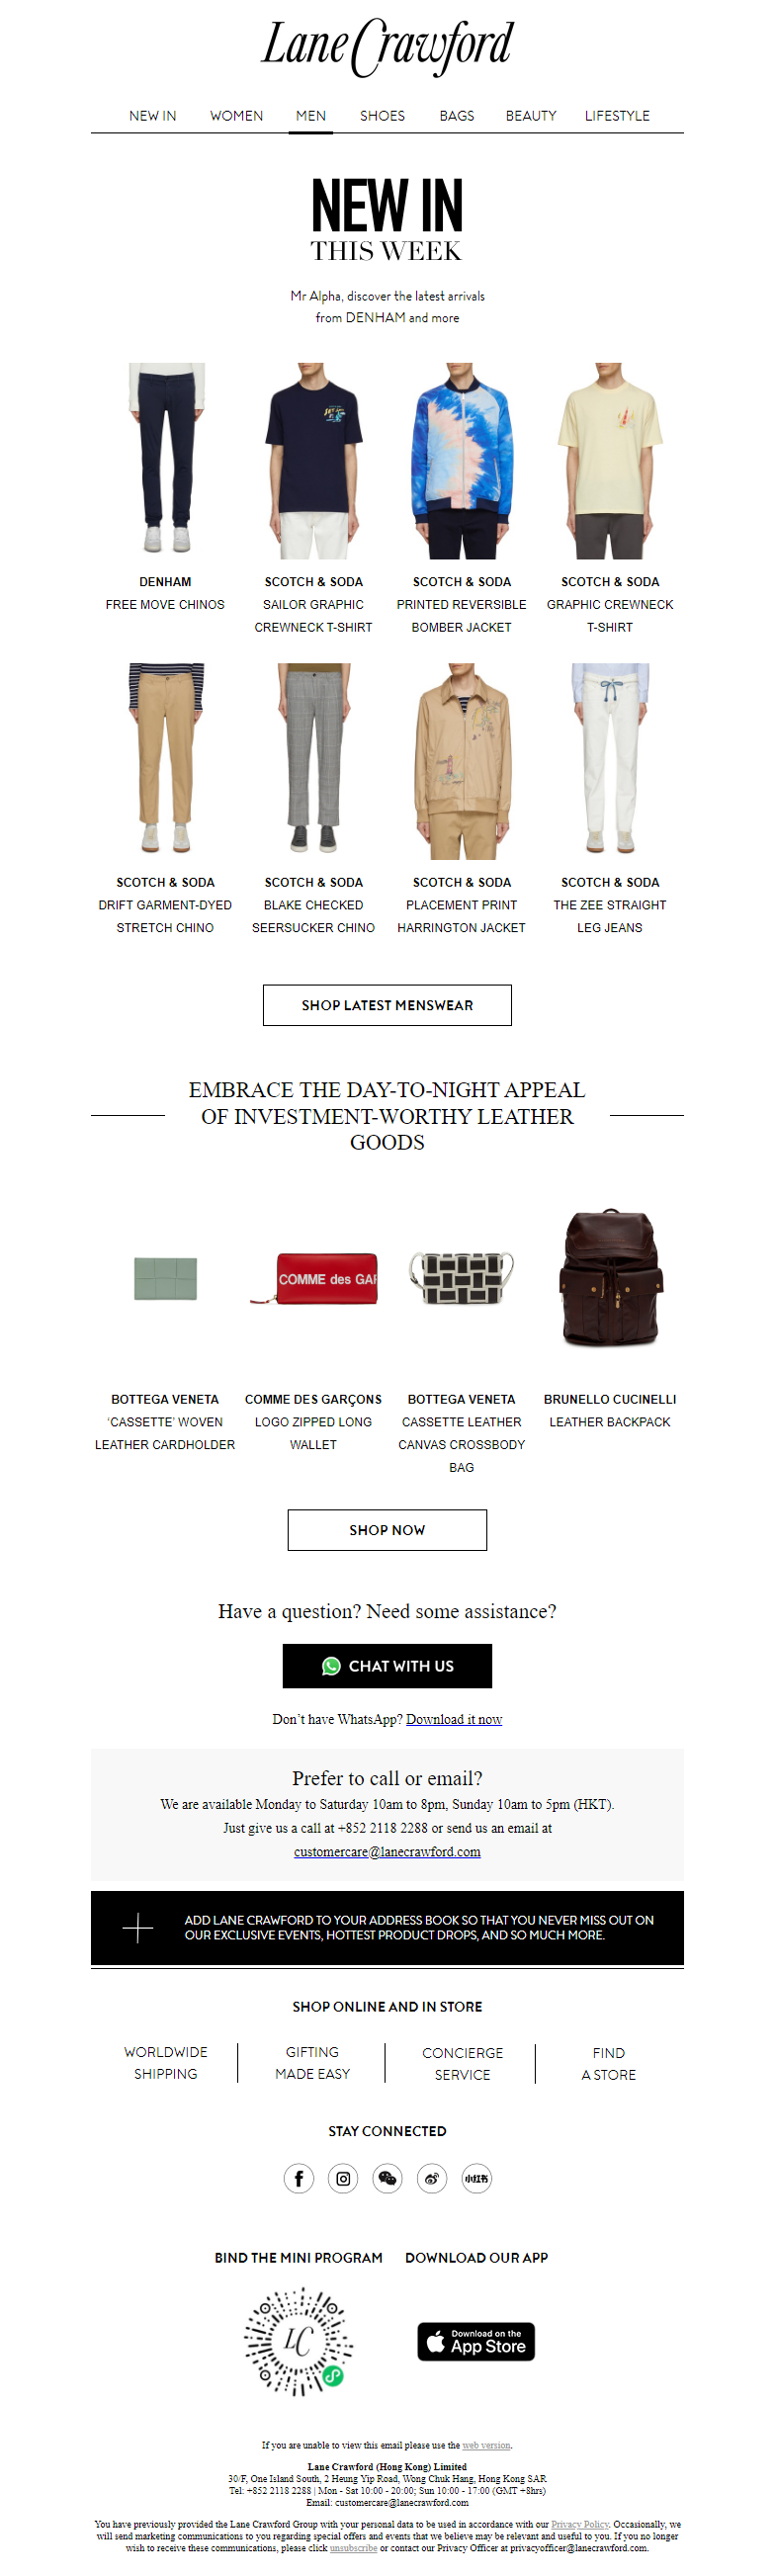 Lane Crawford
NEW IN WOMEN MEN SHOES BAGS BEAUTY LIFESTYLE
NEW IN
THIS WEEK
Mr Alpha, discover the latest arrivals
from DENHAM and more
DENHAM
FREE MOVE CHINOS
SCOTCH & SODA
SAILOR GRAPHIC
CREWNECK T-SHIRT
SCOTCH & SODA
PRINTED REVERSIBLE
BOMBER JACKET
SCOTCH & SODA
GRAPHIC CREWNECK
T-SHIRT
SCOTCH & SODA
DRIFT GARMENT-DYED
STRETCH CHINO
SCOTCH & SODA
BLAKE CHECKED
SEERSUCKER CHINO
SCOTCH & SODA
PLACEMENT PRINT
HARRINGTON JACKET
SCOTCH & SODA
THE ZEE STRAIGHT
LEG JEANS
SHOP LATEST MENSWEAR
EMBRACE THE DAY-TO-NIGHT APPEAL
OF INVESTMENT-WORTHY LEATHER
GOODS
COMME des GAR
BOTTEGA VENETA
‘CASSETTE’ WOVEN
LEATHER CARDHOLDER
COMME DES GARÇONS
LOGO ZIPPED LONG
WALLET
BOTTEGA VENETA
CASSETTE LEATHER
CANVAS CROSSBODY
BAG
BRUNELLO CUCINELLI
LEATHER BACKPACK
SHOP NOW
Have a question? Need some assistance?
CHAT WITH US
Don’t have WhatsApp? Download it now
Prefer to call or email?
We are available Monday to Saturday 10am to 8pm, Sunday 10am to 5pm (HKT).
Just give us a call at +852 2118 2288 or send us an email at
customercare@lanecrawford.com
ADD LANE CRAWFORD TO YOUR ADDRESS BOOK SO THAT YOU NEVER MISS OUT ON
OUR EXCLUSIVE EVENTS, HOTTEST PRODUCT DROPS, AND SO MUCH MORE.
SHOP ONLINE AND IN STORE
WORLDWIDE
SHIPPING
GIFTING
MADE EASY
CONCIERGE
SERVICE
FIND
A STORE
STAY CONNECTED
小红书
BIND THE MINI PROGRAM
DOWNLOAD OUR APP
LC
Download on the
App Store
If you are unable to view this email please use the web version.
Lane Crawford (Hong Kong) Limited
30/F, One Island South, 2 Heung Yip Road, Wong Chuk Hang, Hong Kong SAR
Tel: +852 2118 2288 | Mon - Sat 10:00 - 20:00; Sun 10:00 - 17:00 (GMT +8hrs)
Email: customercare@lanecrawford.com
You have previously provided the Lane Crawford Group with your personal data to be used in accordance with our Privacy Policy. Occasionally, we
will send marketing communications to you regarding special offers and events that we believe may be relevant and useful to you. If you no longer
wish to receive these communications, please click unsubscribe or contact our Privacy Officer at privacyofficer@lanecrawford.com.